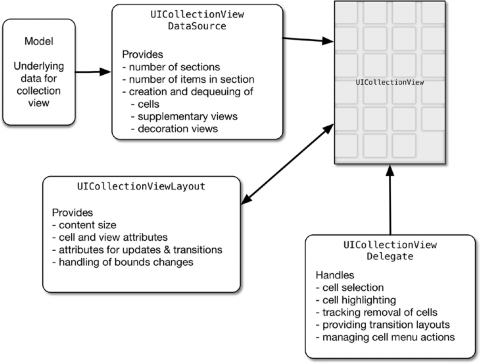 Model
Underlying
data for
collection
view
UICollectionView
DataSource
Provides
- number of sections
- number of items in section
- creation and dequeuing of
- cells
- supplementary views
- decoration views
UICollectionView
UICollectionViewLayout
Provides
- content size
- cell and view attributes
- attributes for updates & transitions
- handling of bounds changes
UICollectionView
Delegate
Handles
- cell selection
- cell highlighting
- tracking removal of cells
- providing transition layouts
- managing cell menu actions